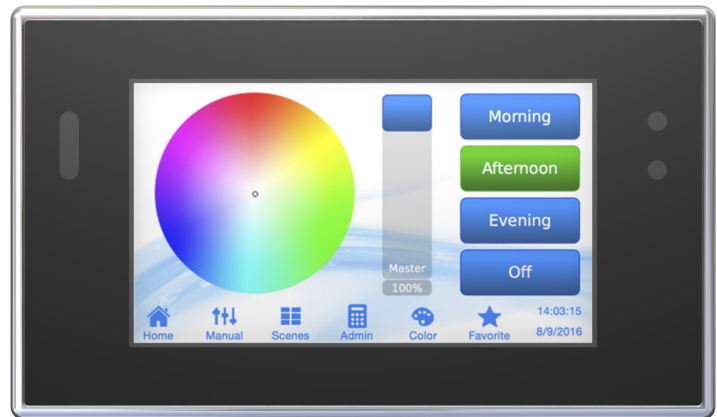 Morning
Afternoon
Evening
Off
Master
100%
Home
Manual
Scenes
Admin
Color
Favorite
14:03:15
8/9/2016